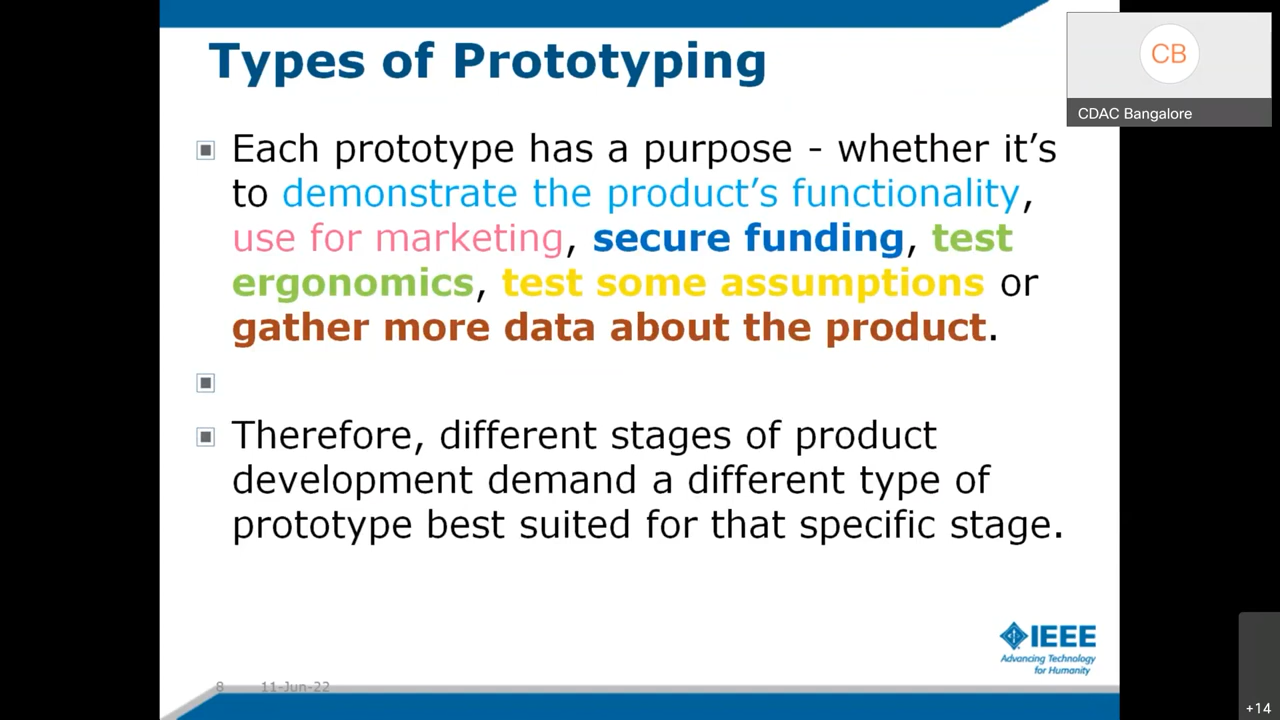 Types of Prototyping
CB
CDAC Bangalore
Each prototype has a purpose - whether it’s
to demonstrate the product’s functionality,
use for marketing, secure funding, test
ergonomics, test some assumptions or
gather more data about the product.
Therefore, different stages of product
development demand a different type of
prototype best suited for that specific stage.
IEEE
Advancing Technology
for Humanity
8 11-Jun-22
+14